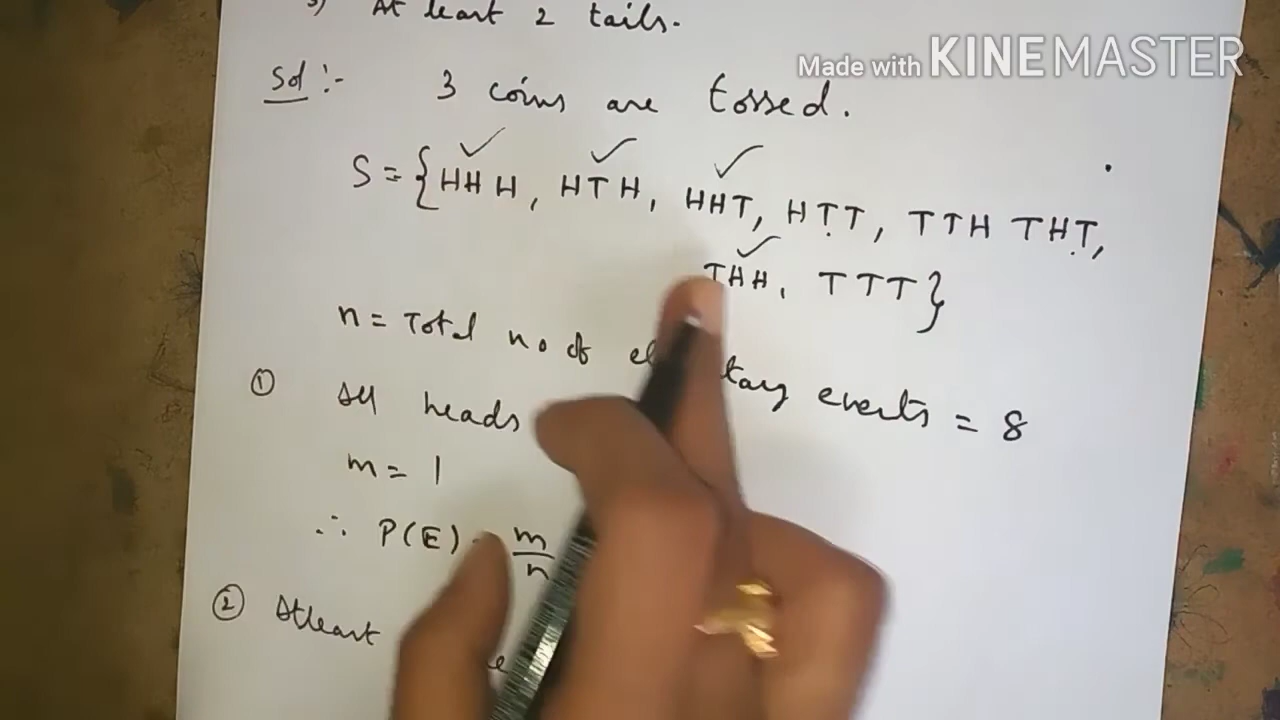 3) At least 2 tails.
Made with KINEMASTER
Sol :-
3 coins are tossed.
S = { HHH, HTH, HHT, HTT, TTH THT,
THH, TTT }
n = Total no of events = 8
① All heads
m = 1
∴ P(E) m/n
② Atleast